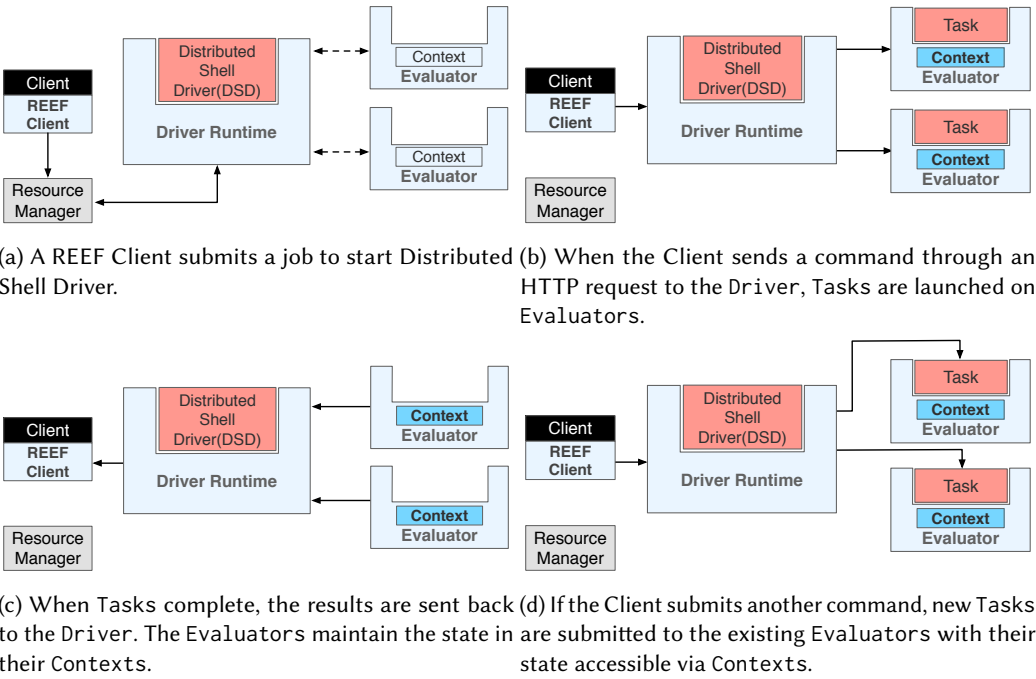 Distributed
Shell
Driver(DSD)
Driver Runtime
Client
REEF
Client
Resource
Manager
Context
Evaluator
Context
Evaluator
(a) A REEF Client submits a job to start Distributed
Shell Driver.
Distributed
Shell
Driver(DSD)
Driver Runtime
Client
REEF
Client
Resource
Manager
Task
Context
Evaluator
Task
Context
Evaluator
(b) When the Client sends a command through an
HTTP request to the Driver, Tasks are launched on
Evaluators.
Distributed
Shell
Driver(DSD)
Driver Runtime
Client
REEF
Client
Resource
Manager
Context
Evaluator
Context
Evaluator
(c) When Tasks complete, the results are sent back
to the Driver. The Evaluators maintain the state in
their Contexts.
Distributed
Shell
Driver(DSD)
Driver Runtime
Client
REEF
Client
Resource
Manager
Task
Context
Evaluator
Task
Context
Evaluator
(d) If the Client submits another command, new Tasks
are submitted to the existing Evaluators with their
state accessible via Contexts.